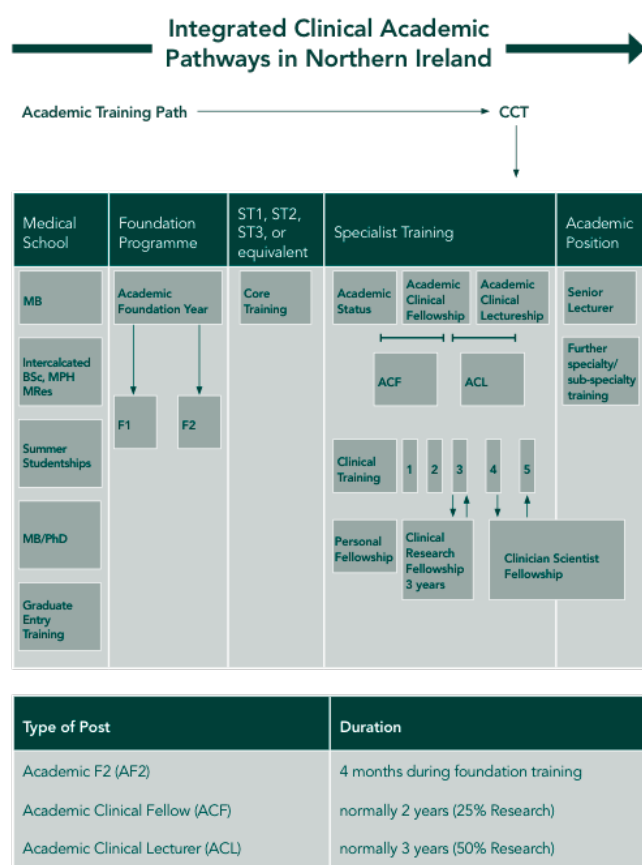 Integrated Clinical Academic
Pathways in Northern Ireland
Academic Training Path
CCT
Medical
School
Foundation
Programme
ST1, ST2,
ST3, or
equivalent
Specialist Training
Academic
Position
MB
Academic
Foundation Year
Core
Training
Academic
Status
Academic
Clinical
Fellowship
Academic
Clinical
Lectureship
Senior
Lecturer
Intercalcated
BSc, MPH
MRes
ACF
ACL
Further
specialty/
sub-specialty
training
F1
F2
Summer
Studentships
Clinical
Training
1
2
3
4
5
MB/PhD
Personal
Fellowship
Clinical
Research
Fellowship
3 years
Clinician Scientist
Fellowship
Graduate
Entry
Training
Type of Post
Duration
Academic F2 (AF2)
4 months during foundation training
Academic Clinical Fellow (ACF)
normally 2 years (25% Research)
Academic Clinical Lecturer (ACL)
normally 3 years (50% Research)